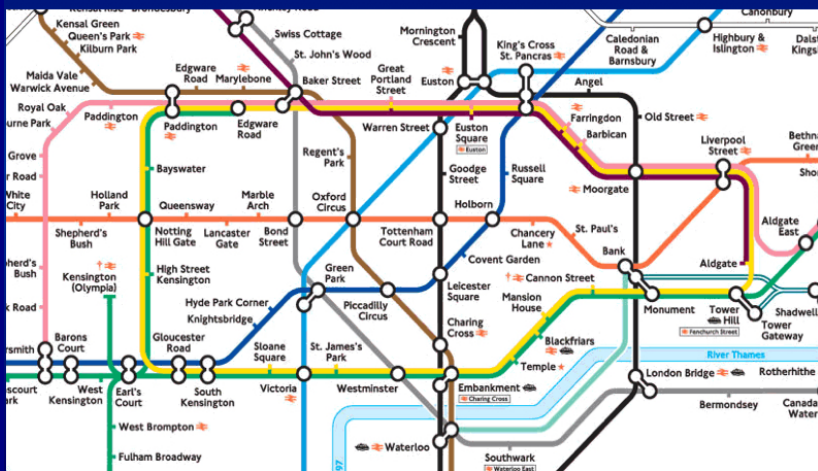 Swiss Cottage
Canonbury
Kensal Green
Queen's Park
Kilburn Park
St. John's Wood
Mornington
Crescent
King's Cross
St. Pancras
Caledonian
Road &
Barnsbury
Highbury &
Islington
Maida Vale
Warwick Avenue
Edgware
Road
Marylebone
Baker Street
Great
Portland
Street
Euston
Angel
Royal Oak
Paddington
Paddington
Edgware
Road
Warren Street
Euston
Square
Euston
Farringdon
Barbican
Old Street
Liverpool
Street
Grove
Bayswater
Regent's
Park
Goodge
Street
Russell
Square
Moorgate
City
Holland
Park
Queensway
Marble
Arch
Oxford
Circus
Holborn
Shepherd's
Bush
Notting
Hill Gate
Lancaster
Gate
Bond
Street
Tottenham
Court Road
Chancery
Lane
St. Paul's
Bank
Aldgate
East
Bush
Kensington
(Olympia)
High Street
Kensington
Green
Park
Covent Garden
Cannon Street
Aldgate
Hyde Park Corner
Knightsbridge
Piccadilly
Circus
Leicester
Square
Mansion
House
Monument
Tower
Hill
Fenchurch Street
Shadwell
Tower
Gateway
Road
Barons
Court
Gloucester
Road
Sloane
Square
St. James's
Park
Charing
Cross
Blackfriars
Temple
River Thames
West
Kensington
Earl's
Court
South
Kensington
Victoria
Westminster
Embankment
Charing Cross
London Bridge
Rotherhithe
Bermondsey
Canada
Water
West Brompton
Fulham Broadway
Waterloo
Southwark
Waterloo East